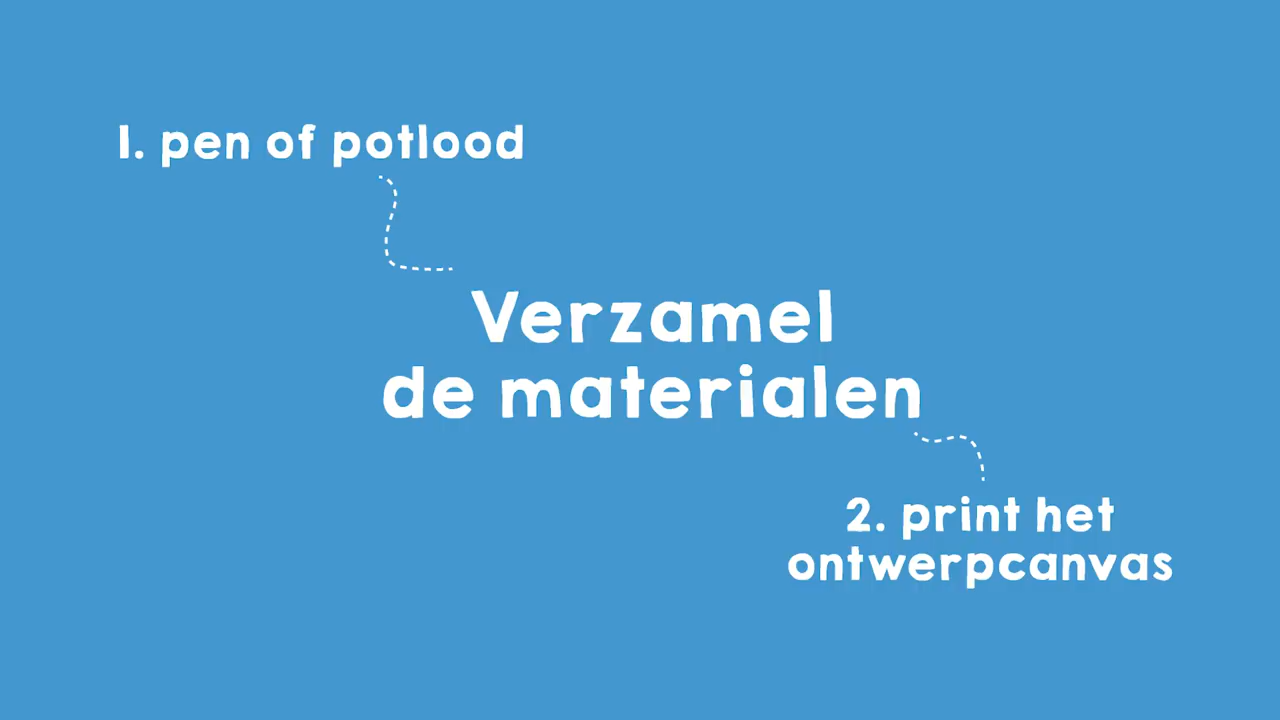 1. pen of potlood
Verzamel
de materialen
2. print het
ontwerpcanvas